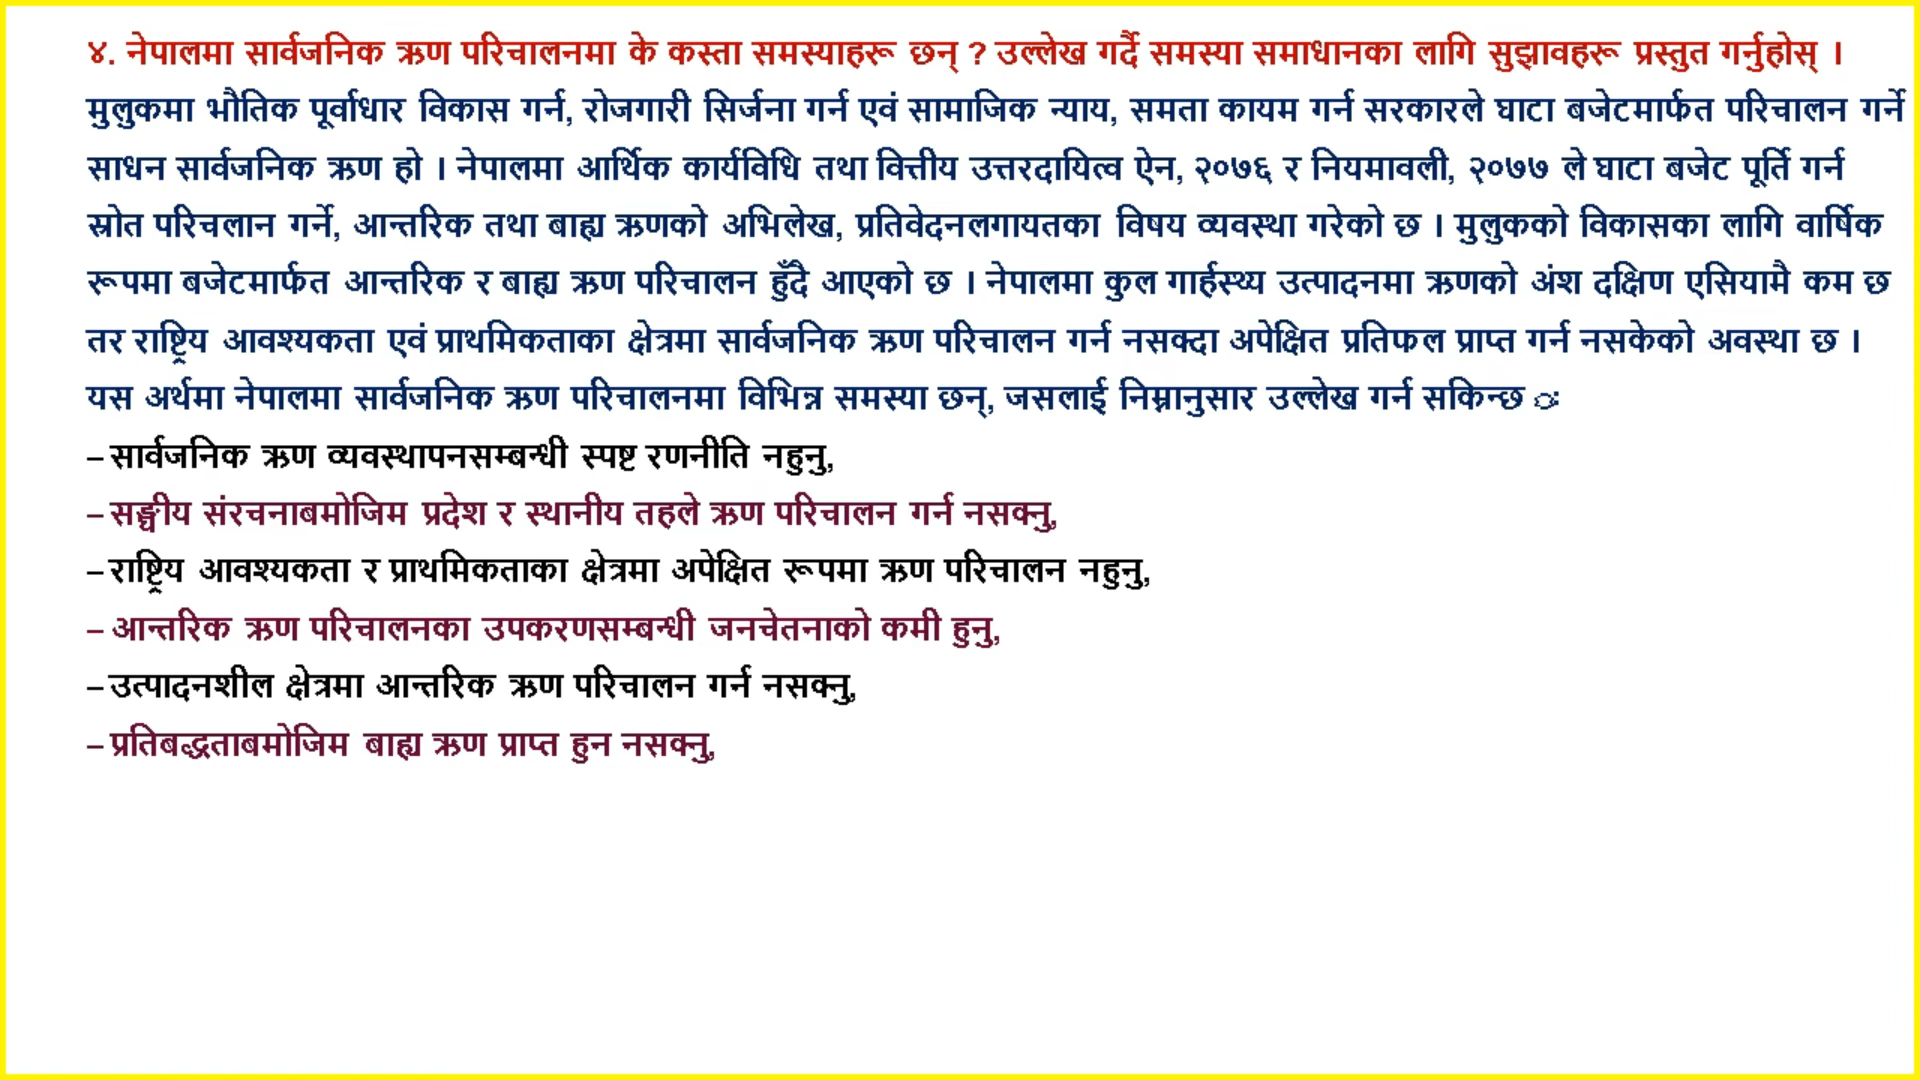 ४. नेपालमा सार्वजनिक ऋण परिचालनमा के कस्ता समस्याहरू छन् ? उल्लेख गर्दै समस्या समाधानका लागि सुझावहरू प्रस्तुत गर्नुहोस् ।
मुलुकमा भौतिक पूर्वाधार विकास गर्न, रोजगारी सिर्जना गर्न एवं सामाजिक न्याय, समता कायम गर्न सरकारले घाटा बजेटमार्फत परिचालन गर्ने
साधन सार्वजनिक ऋण हो । नेपालमा आर्थिक कार्यविधि तथा वित्तीय उत्तरदायित्व ऐन, २०७६ र नियमावली, २०७७ ले घाटा बजेट पूर्ति गर्न
स्रोत परिचलान गर्ने, आन्तरिक तथा बाह्य ऋणको अभिलेख, प्रतिवेदनलगायतका विषय व्यवस्था गरेको छ । मुलुकको विकासका लागि वार्षिक
रूपमा बजेटमार्फत आन्तरिक र बाह्य ऋण परिचालन हुँदै आएको छ । नेपालमा कुल गार्हस्थ्य उत्पादनमा ऋणको अंश दक्षिण एसियामै कम छ
तर राष्ट्रिय आवश्यकता एवं प्राथमिकताका क्षेत्रमा सार्वजनिक ऋण परिचालन गर्न नसक्दा अपेक्षित प्रतिफल प्राप्त गर्न नसकेको अवस्था छ ।
यस अर्थमा नेपालमा सार्वजनिक ऋण परिचालनमा विभिन्न समस्या छन्, जसलाई निम्नानुसार उल्लेख गर्न सकिन्छ ः
– सार्वजनिक ऋण व्यवस्थापनसम्बन्धी स्पष्ट रणनीति नहुनु,
– सङ्घीय संरचनाबमोजिम प्रदेश र स्थानीय तहले ऋण परिचालन गर्न नसक्नु,
– राष्ट्रिय आवश्यकता र प्राथमिकताका क्षेत्रमा अपेक्षित रूपमा ऋण परिचालन नहुनु,
– आन्तरिक ऋण परिचालनका उपकरणसम्बन्धी जनचेतनाको कमी हुनु,
– उत्पादनशील क्षेत्रमा आन्तरिक ऋण परिचालन गर्न नसक्नु,
– प्रतिबद्धताबमोजिम बाह्य ऋण प्राप्त हुन नसक्नु,